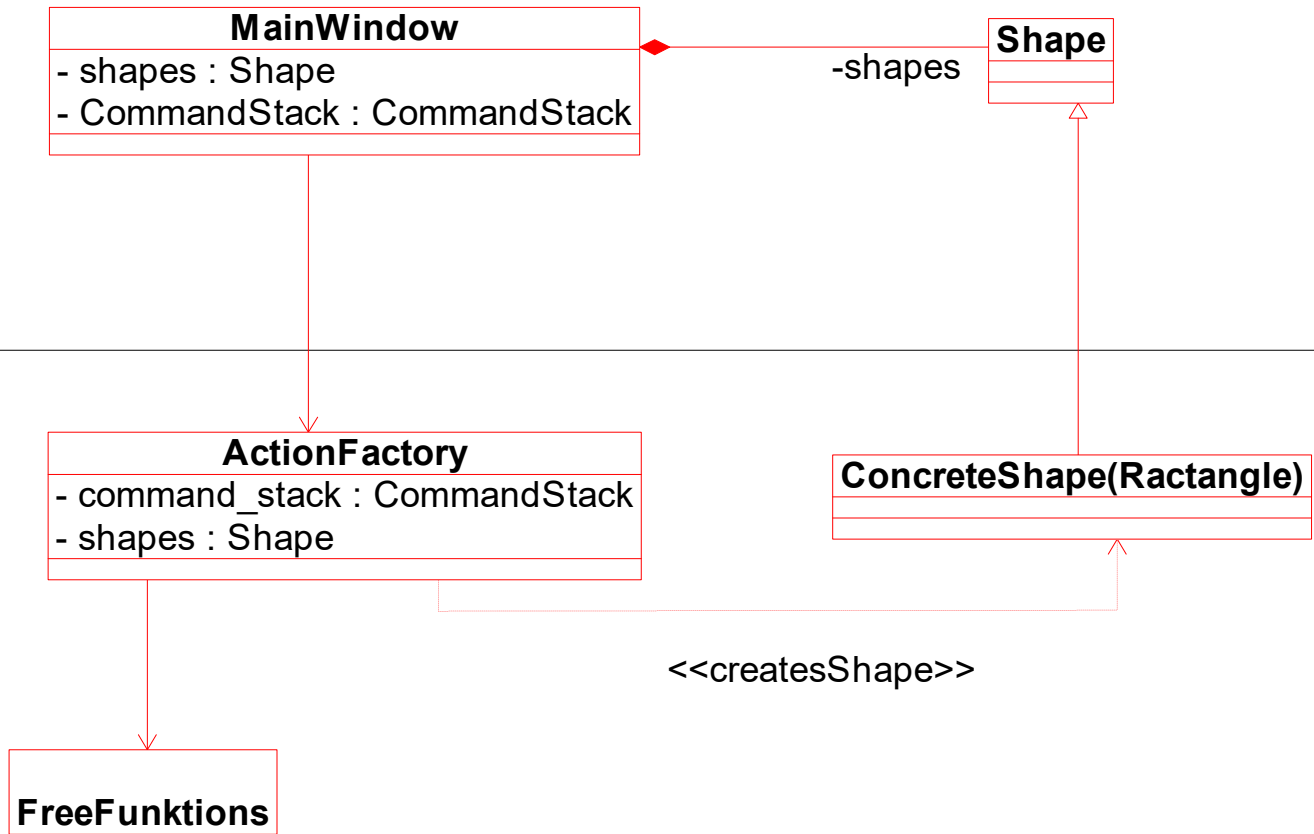 MainWindow
- shapes : Shape
- CommandStack : CommandStack
Shape
-shapes
ActionFactory
- command_stack : CommandStack
- shapes : Shape
ConcreteShape(Ractangle)
<<createsShape>>
FreeFunktions